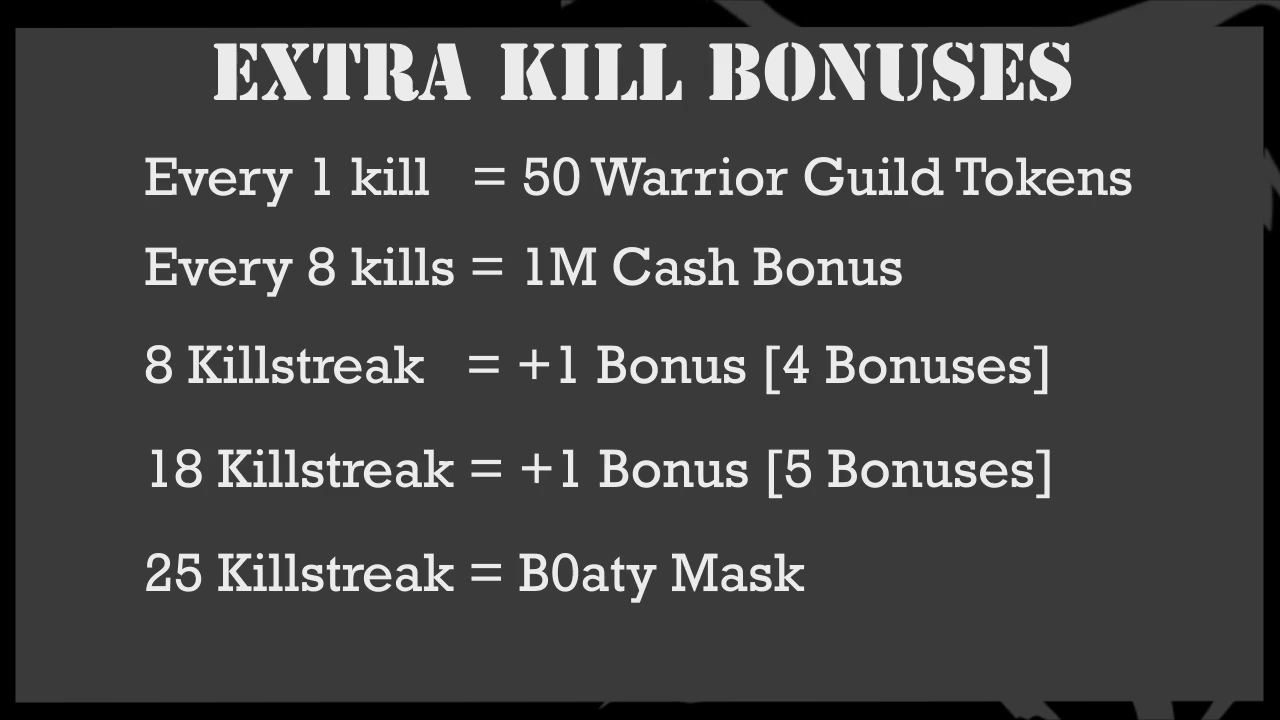 EXTRA KILL BONUSES
Every 1 kill = 50 Warrior Guild Tokens
Every 8 kills = 1M Cash Bonus
8 Killstreak = +1 Bonus [4 Bonuses]
18 Killstreak = +1 Bonus [5 Bonuses]
25 Killstreak = B0aty Mask